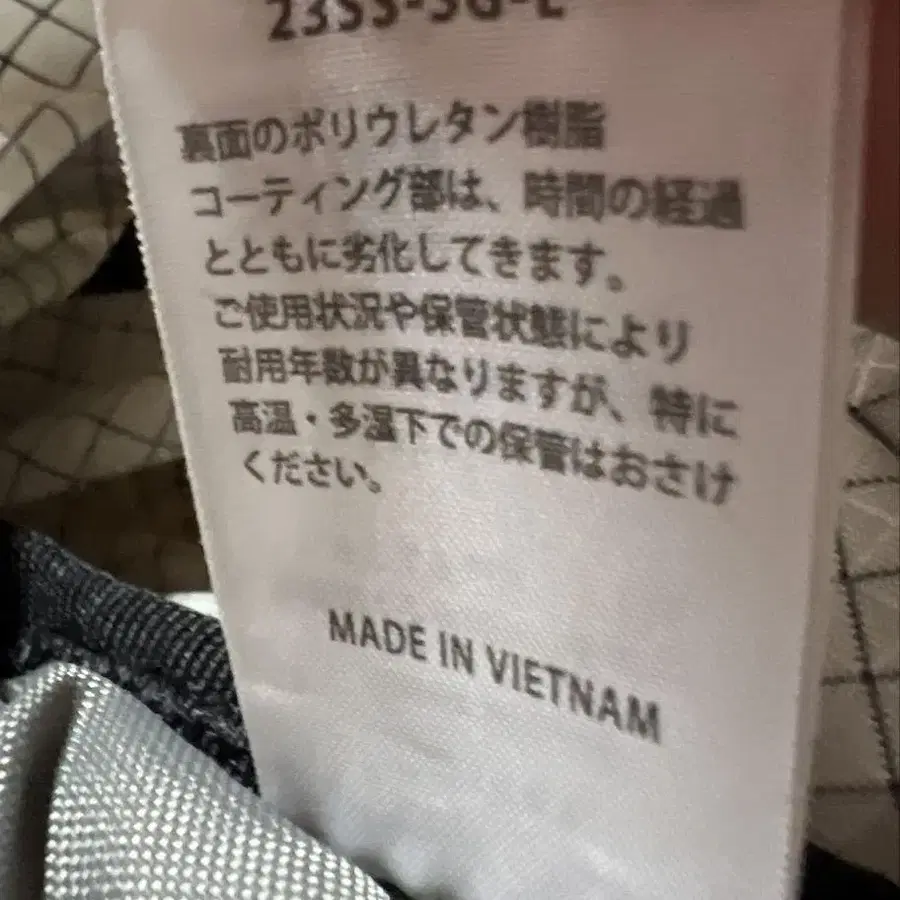 23SS-SG-L
裏面のポリウレタン樹脂
コーティング部は、時間の経過
とともに劣化してきます。
ご使用状況や保管状態により
耐用年数が異なりますが、特に
高温・多湿下での保管はおさけ
ください。
MADE IN VIETNAM